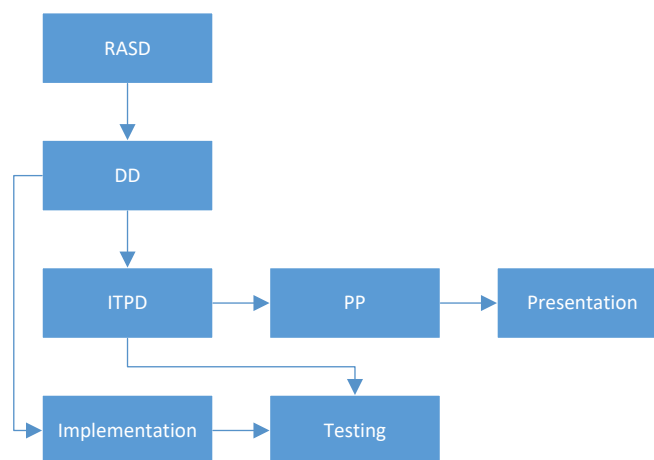 RASD
DD
ITPD
PP
Presentation
Implementation
Testing